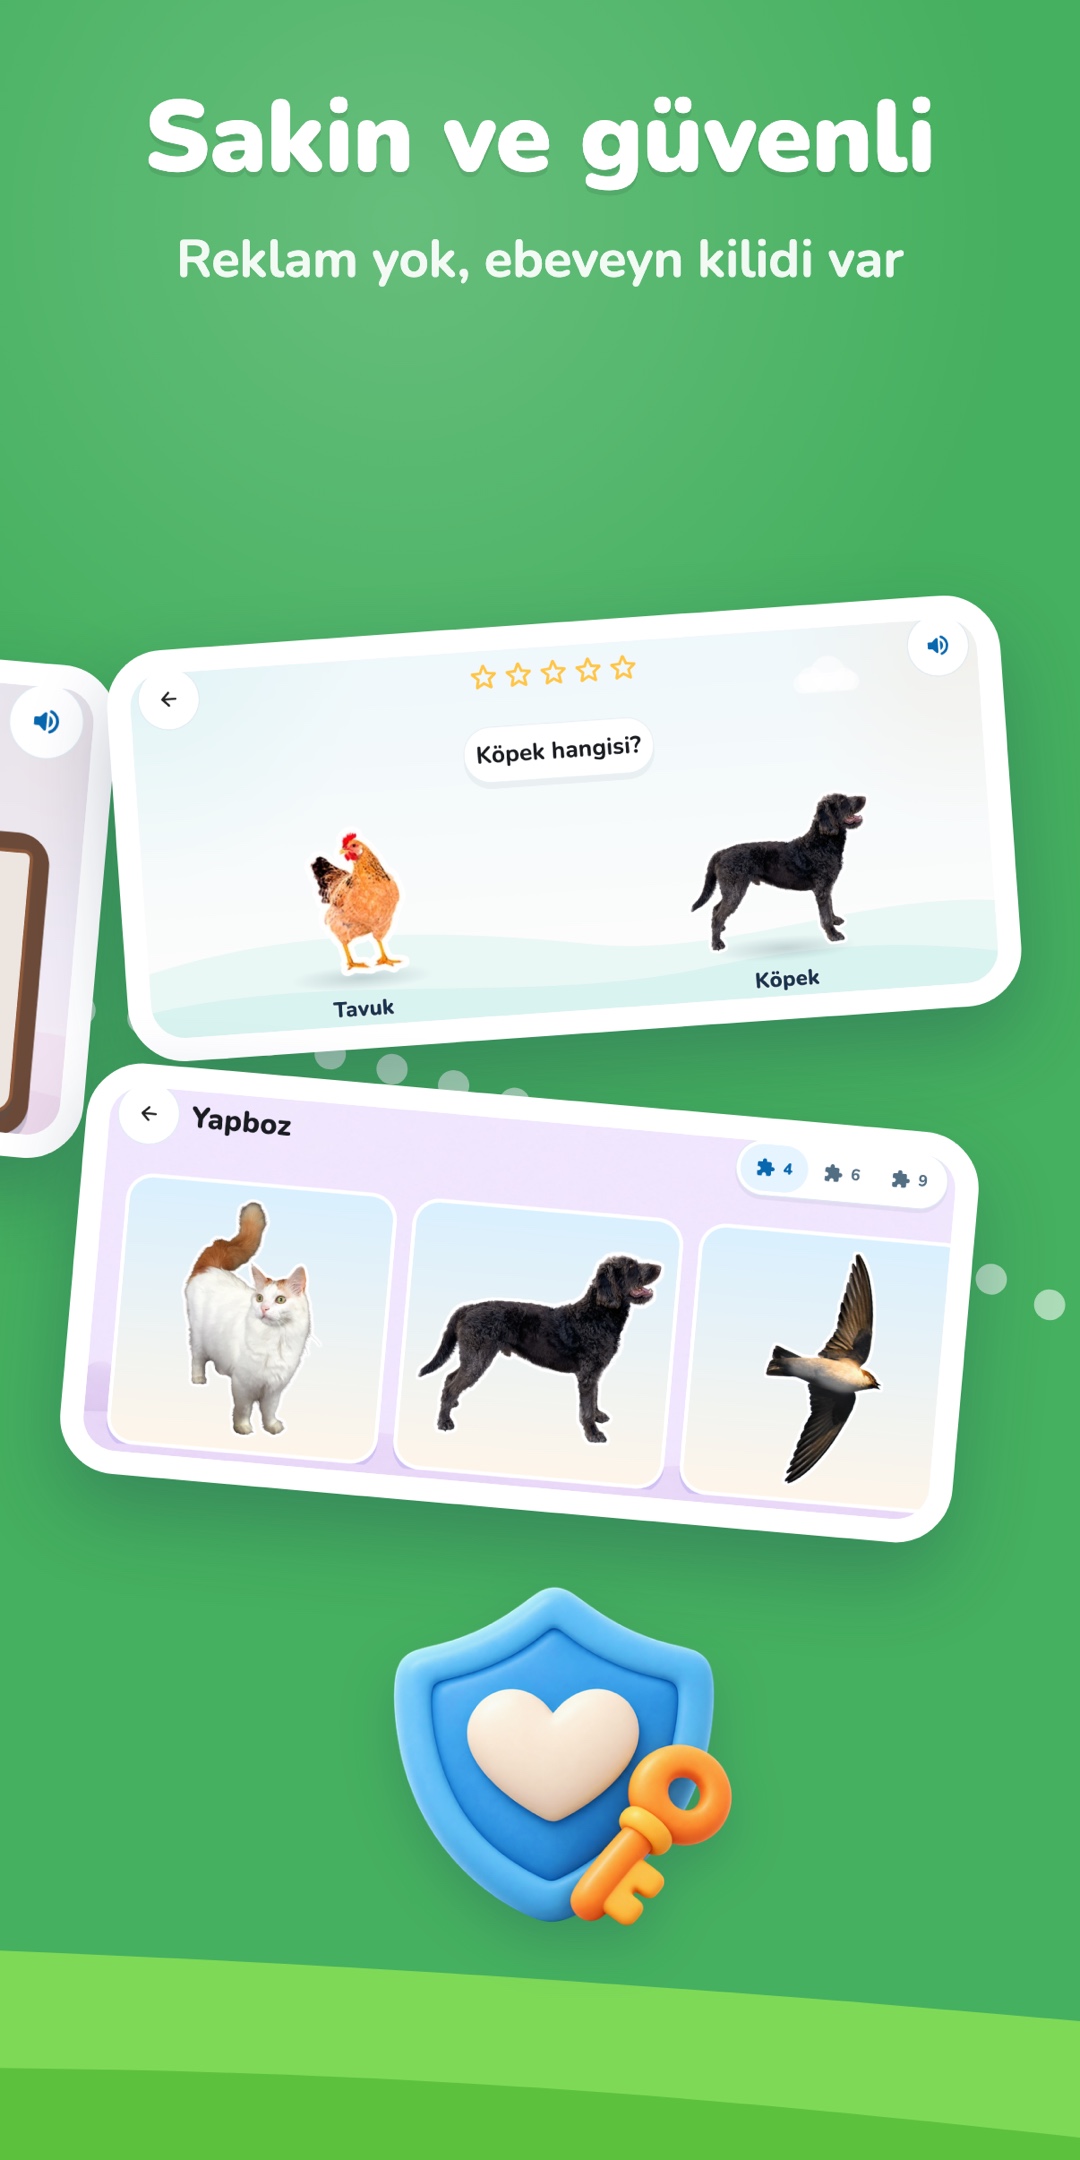 Sakin ve güvenli
Reklam yok, ebeveyn kilidi var
Köpek hangisi?
Tavuk
Köpek
Yapboz
4 6 9